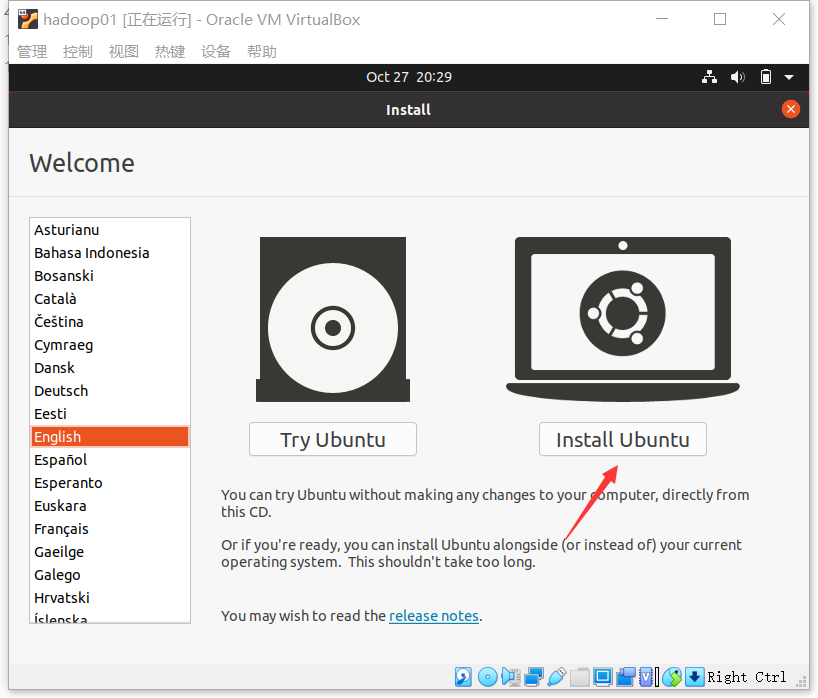 hadoop01 [正在运行] - Oracle VM VirtualBox
管理 控制 视图 热键 设备 帮助
Oct 27 20:29
Install
Welcome
Asturianu
Bahasa Indonesia
Bosanski
Català
Čeština
Cymraeg
Dansk
Deutsch
Eesti
English
Español
Esperanto
Euskara
Français
Gaeilge
Galego
Hrvatski
Íslenska
Try Ubuntu
Install Ubuntu
You can try Ubuntu without making any changes to your computer, directly from
this CD.
Or if you're ready, you can install Ubuntu alongside (or instead of) your current
operating system. This shouldn't take too long.
You may wish to read the release notes.
Right Ctrl